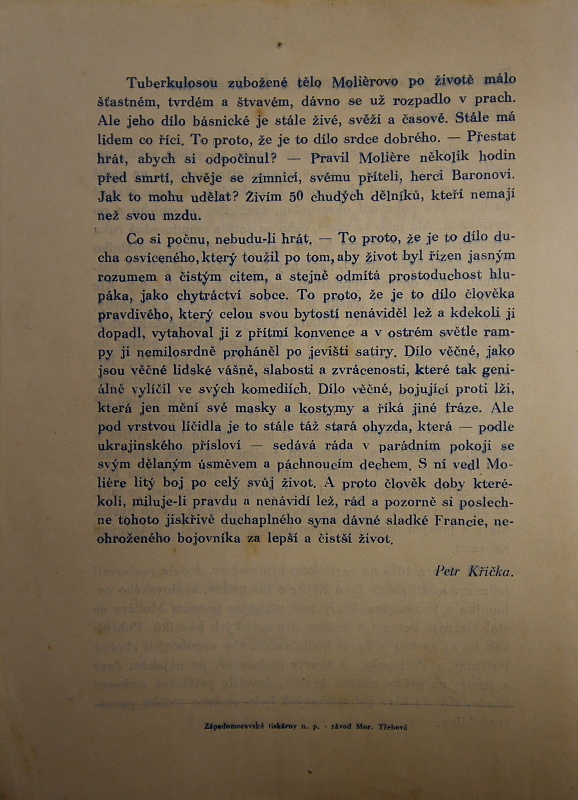 Tuberkulosou zubožené tělo Molièrovo po životě málo
šťastném, tvrdém a štvavém, dávno se už rozpadlo v prach.
Ale jeho dílo básnické je stále živé, svěží a časové. Stále má
lidem co říci. To proto, že je to dílo srdce dobrého. — Přestat
hrát, abych si odpočinul? — Pravil Molière několik hodin
před smrtí, chvěje se zimnicí, svému příteli, herci Baronovi.
Jak to mohu udělat? Živím 50 chudých dělníků, kteří nemají
než svou mzdu.
Co si počnu, nebudu-li hrát. — To proto, že je to dílo du-
cha osvíceného, který toužil po tom, aby život byl řízen jasným
rozumem a čistým citem, a stejně odmítá prostoduchost hlu-
páka, jako chytráctví sobce. To proto, že je to dílo člověka
pravdivého, který celou svou bytostí nenáviděl lež a kdekoli ji
dopadl, vytahoval ji z přítmí konvence a v ostrém světle ram-
py ji nemilosrdně proháněl po jevišti satiry. Dílo věčné, jako
jsou věčné lidské vášně, slabosti a zvrácenosti, které tak geni-
álně vylíčil ve svých komediích. Dílo věčné, bojující proti lži,
která jen mění své masky a kostymy a říká jiné fráze. Ale
pod vrstvou líčidla je to stále táž stará ohyzda, která — podle
ukrajinského přísloví — sedává ráda v parádním pokoji se
svým dělaným úsměvem a páchnoucím dechem. S ní vedl Mo-
lière lítý boj po celý svůj život. A proto člověk doby které-
koli, miluje-li pravdu a nenávidí lež, rád a pozorně si poslech-
ne tohoto jiskřivě duchaplného syna dávné sladké Francie, ne-
ohroženého bojovníka za lepší a čistší život.
Petr Křička.
Západomoravské tiskárny n. p. - závod Mor. Třebová